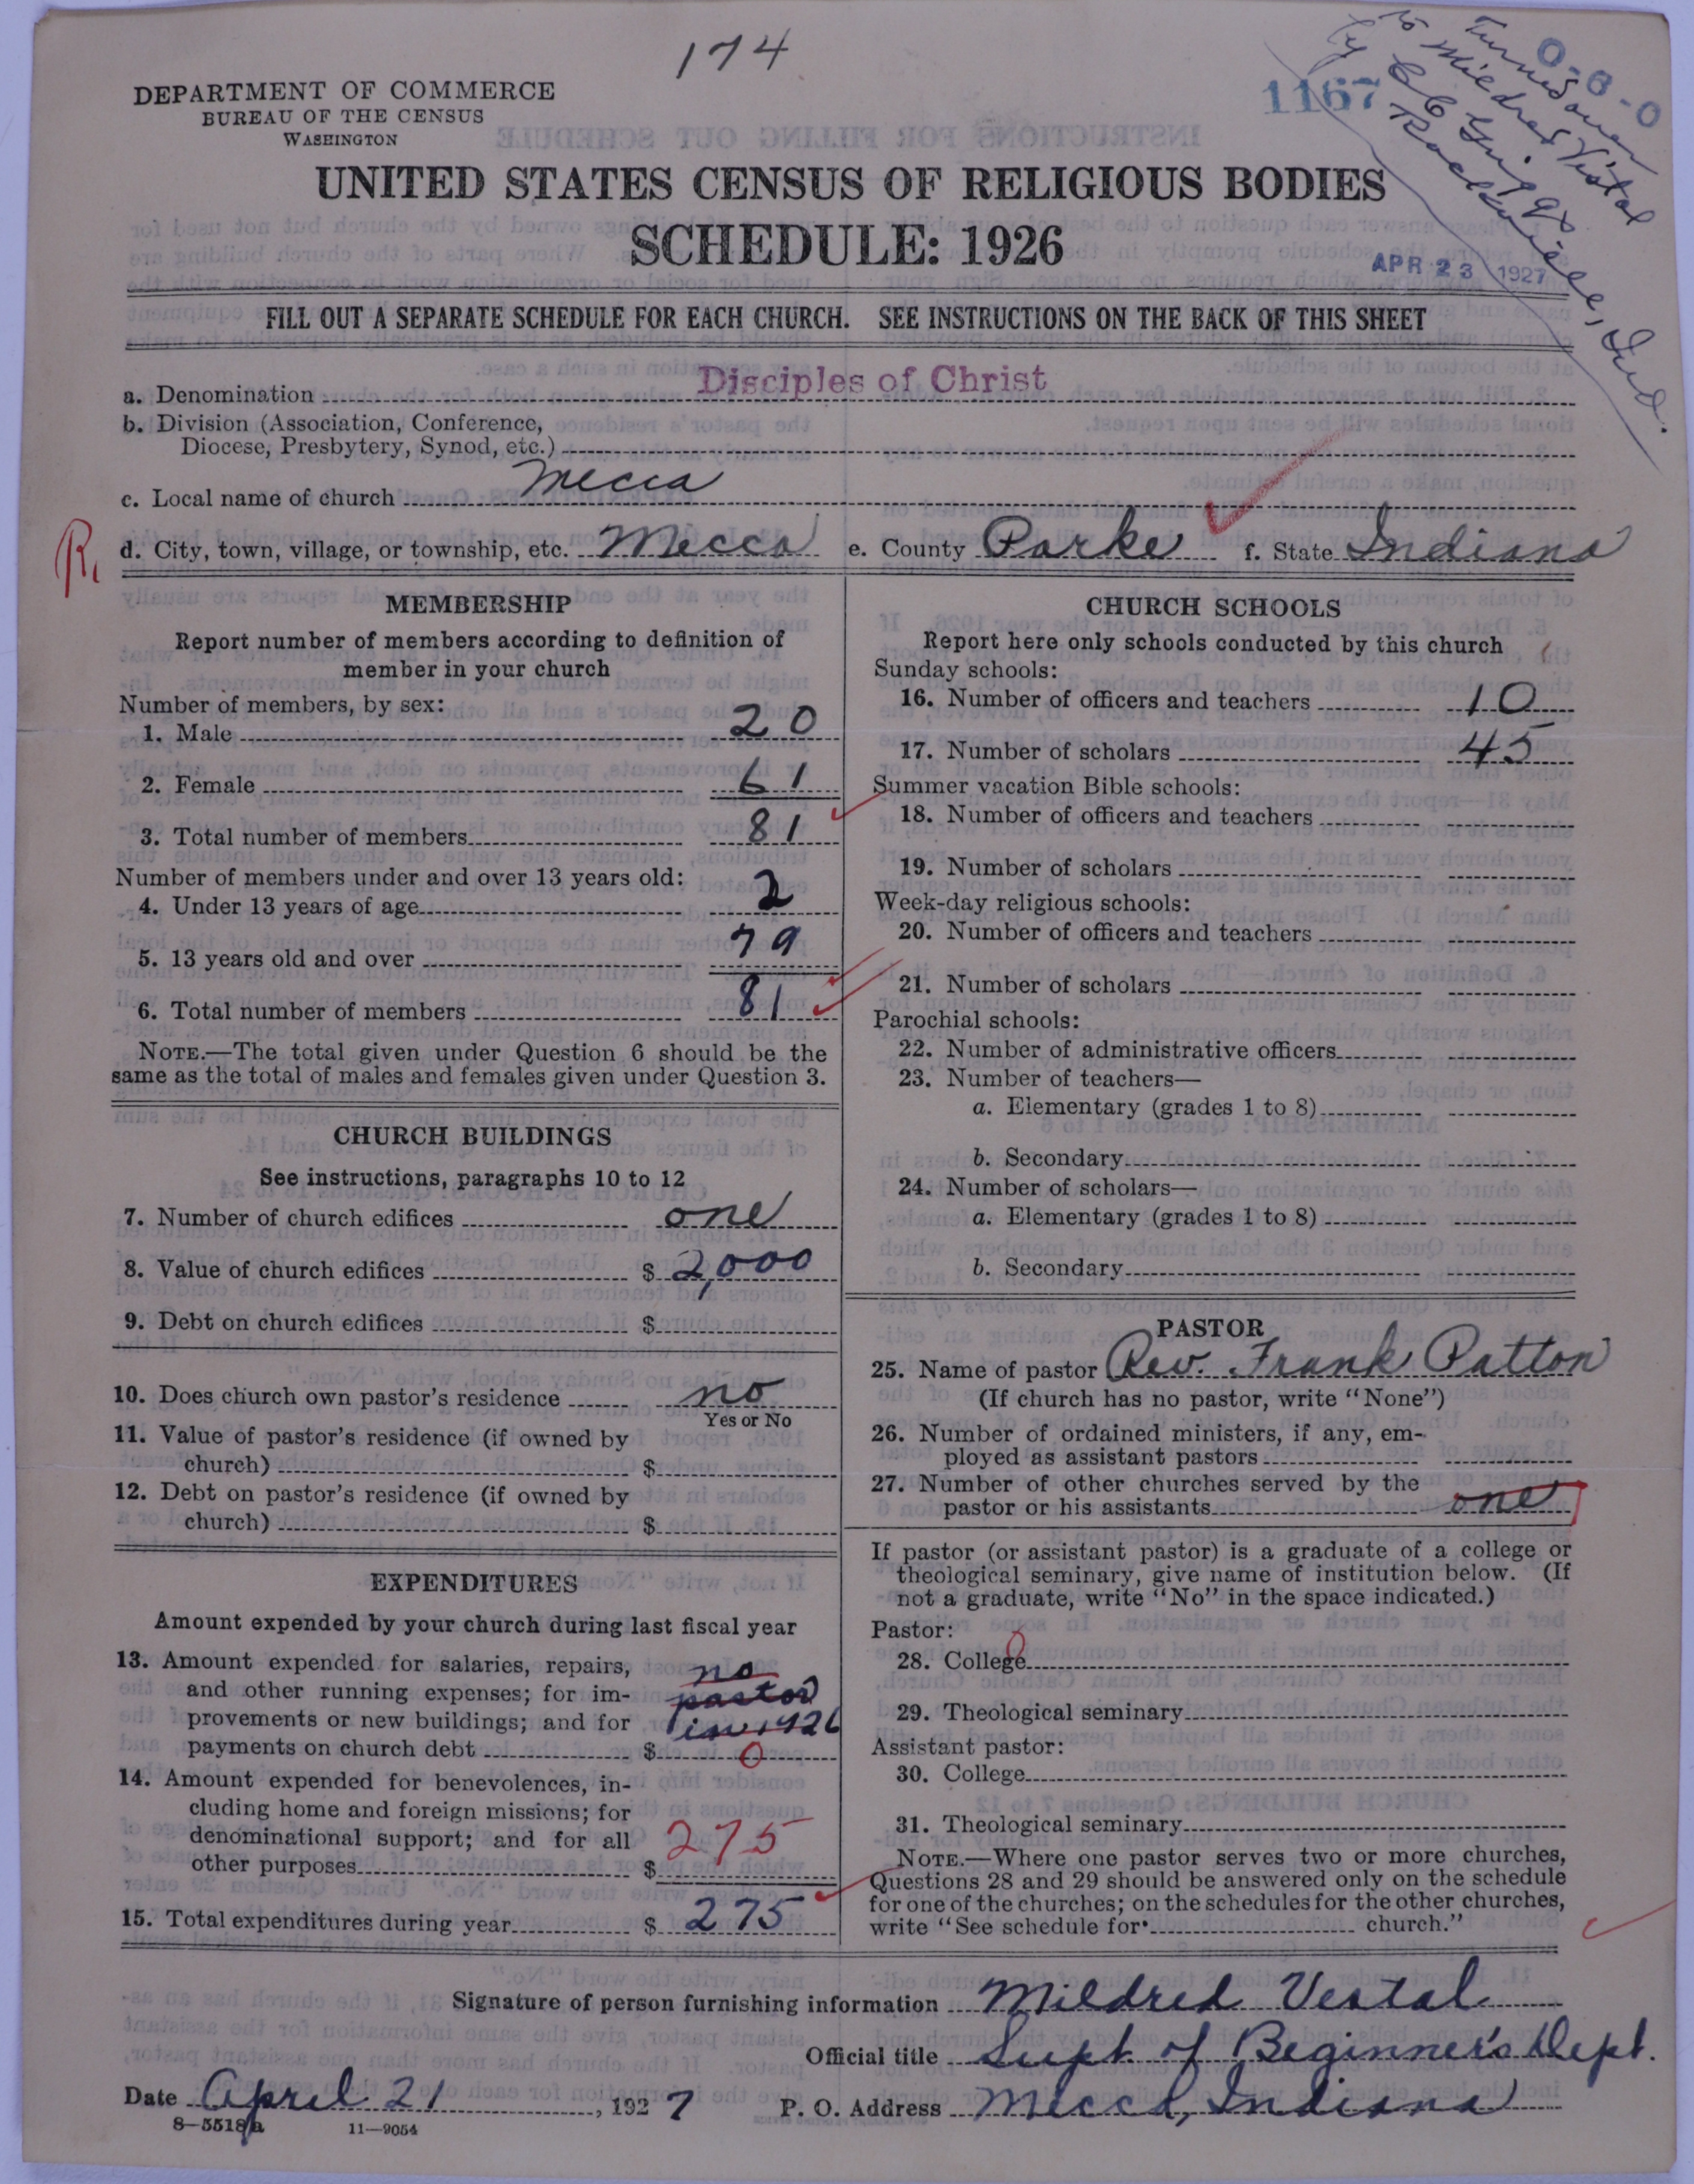 174
DEPARTMENT OF COMMERCE
BUREAU OF THE CENSUS
WASHINGTON
1167
0-8-0
Turned over
to Mildred Vestal
by
Rockville, Ind.
UNITED STATES CENSUS OF RELIGIOUS BODIES
SCHEDULE: 1926
APR 23 1927
FILL OUT A SEPARATE SCHEDULE FOR EACH CHURCH. SEE INSTRUCTIONS ON THE BACK OF THIS SHEET
a. Denomination Disciples of Christ
b. Division (Association, Conference,
Diocese, Presbytery, Synod, etc.)
c. Local name of church Mecca
R.
d. City, town, village, or township, etc. Mecca e. County Parke f. State Indiana
MEMBERSHIP
Report number of members according to definition of
member in your church
Number of members, by sex:
1. Male 20
2. Female 61
3. Total number of members 81
Number of members under and over 13 years old:
4. Under 13 years of age 2
5. 13 years old and over 79
6. Total number of members 81
NOTE.—The total given under Question 6 should be the
same as the total of males and females given under Question 3.
CHURCH BUILDINGS
See instructions, paragraphs 10 to 12
7. Number of church edifices one
8. Value of church edifices $ 2,000
9. Debt on church edifices $
10. Does church own pastor's residence no
Yes or No
11. Value of pastor's residence (if owned by
church) $
12. Debt on pastor's residence (if owned by
church) $
EXPENDITURES
Amount expended by your church during last fiscal year
13. Amount expended for salaries, repairs, no
and other running expenses; for im- pastor
provements or new buildings; and for in 1926
payments on church debt $ 0
14. Amount expended for benevolences, in-
cluding home and foreign missions; for
denominational support; and for all 275
other purposes $
15. Total expenditures during year $ 275
CHURCH SCHOOLS
Report here only schools conducted by this church
Sunday schools:
16. Number of officers and teachers 10
17. Number of scholars 45
Summer vacation Bible schools:
18. Number of officers and teachers
19. Number of scholars
Week-day religious schools:
20. Number of officers and teachers
21. Number of scholars
Parochial schools:
22. Number of administrative officers
23. Number of teachers—
a. Elementary (grades 1 to 8)
b. Secondary
24. Number of scholars—
a. Elementary (grades 1 to 8)
b. Secondary
PASTOR
25. Name of pastor Rev. Frank Patton
(If church has no pastor, write "None")
26. Number of ordained ministers, if any, em-
ployed as assistant pastors
27. Number of other churches served by the
pastor or his assistants one
If pastor (or assistant pastor) is a graduate of a college or
theological seminary, give name of institution below. (If
not a graduate, write "No" in the space indicated.)
Pastor:
28. College
29. Theological seminary
Assistant pastor:
30. College
31. Theological seminary
NOTE.—Where one pastor serves two or more churches,
Questions 28 and 29 should be answered only on the schedule
for one of the churches; on the schedules for the other churches,
write "See schedule for church."
Signature of person furnishing information Mildred Vestal
Official title Supt. of Beginner's Dept.
Date April 21, 1927 P. O. Address Mecca, Indiana
8-5518a 11-9054